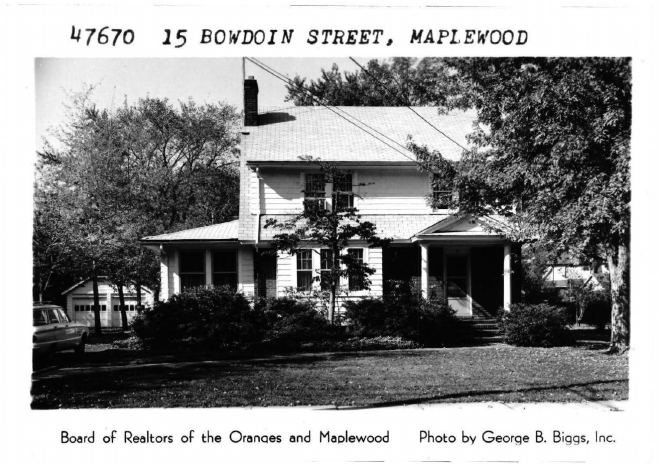 47670 15 BOWDOIN STREET, MAPLEWOOD
Board of Realtors of the Oranges and Maplewood Photo by George B. Biggs, Inc.